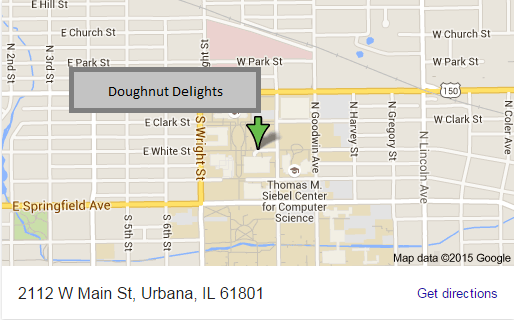 E Hill St
E Church St
N 2nd St
N 3rd St
6th St
W Church St
E Park St
W Park St
Doughnut Delights
150
N Coler Ave
E Clark St
W Clark St
S Wright St
N Goodwin Ave
N Harvey St
N Gregory St
N Lincoln Ave
E White St
Thomas M.
Siebel Center
for Computer
Science
E Springfield Ave
S 5th St
S 6th St
Map data ©2015 Google
2112 W Main St, Urbana, IL 61801
Get directions